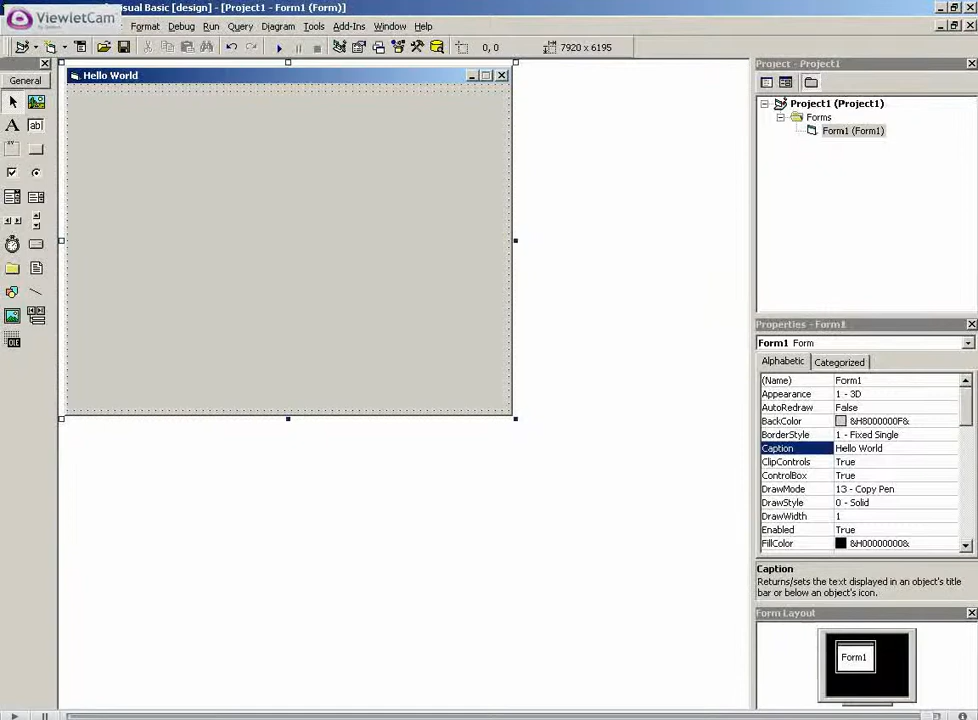 ViewletCam
isual Basic [design] - [Project1 - Form1 (Form)]
Format Debug Run Query Diagram Tools Add-Ins Window Help
0, 0
7920 x 6195
General
A
ab|
OLE
Hello World
Project - Project1
Project1 (Project1)
Forms
Form1 (Form1)
Properties - Form1
Form1 Form
Alphabetic Categorized
(Name) Form1
Appearance 1 - 3D
AutoRedraw False
BackColor &H8000000F&
BorderStyle 1 - Fixed Single
Caption Hello World
ClipControls True
ControlBox True
DrawMode 13 - Copy Pen
DrawStyle 0 - Solid
DrawWidth 1
Enabled True
FillColor &H00000000&
Caption
Returns/sets the text displayed in an object's title
bar or below an object's icon.
Form Layout
Form1